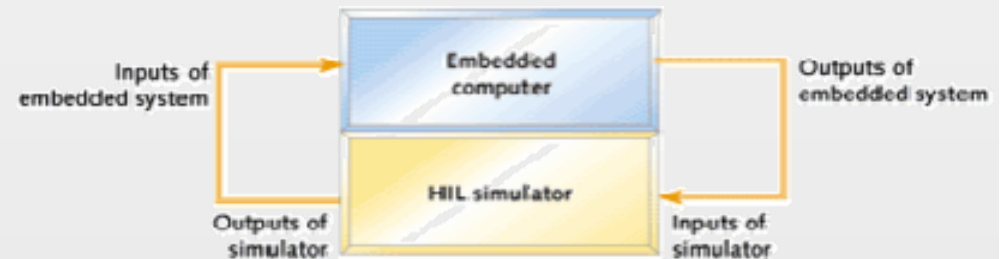 Embedded
computer
Inputs of
embedded system
Outputs of
embedded system
HIL simulator
Outputs of
simulator
Inputs of
simulator